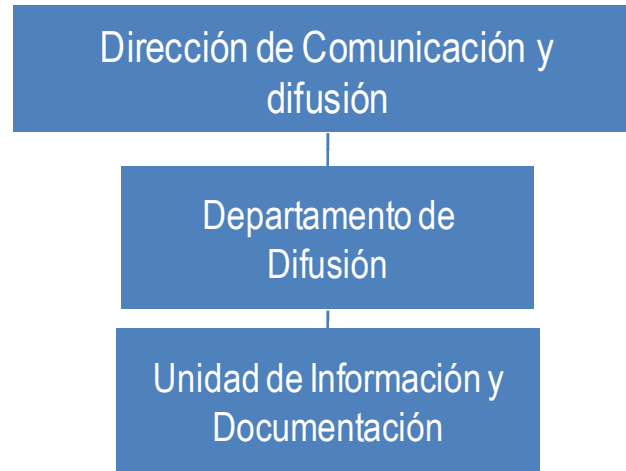 Dirección de Comunicación y
difusión
Departamento de
Difusión
Unidad de Información y
Documentación